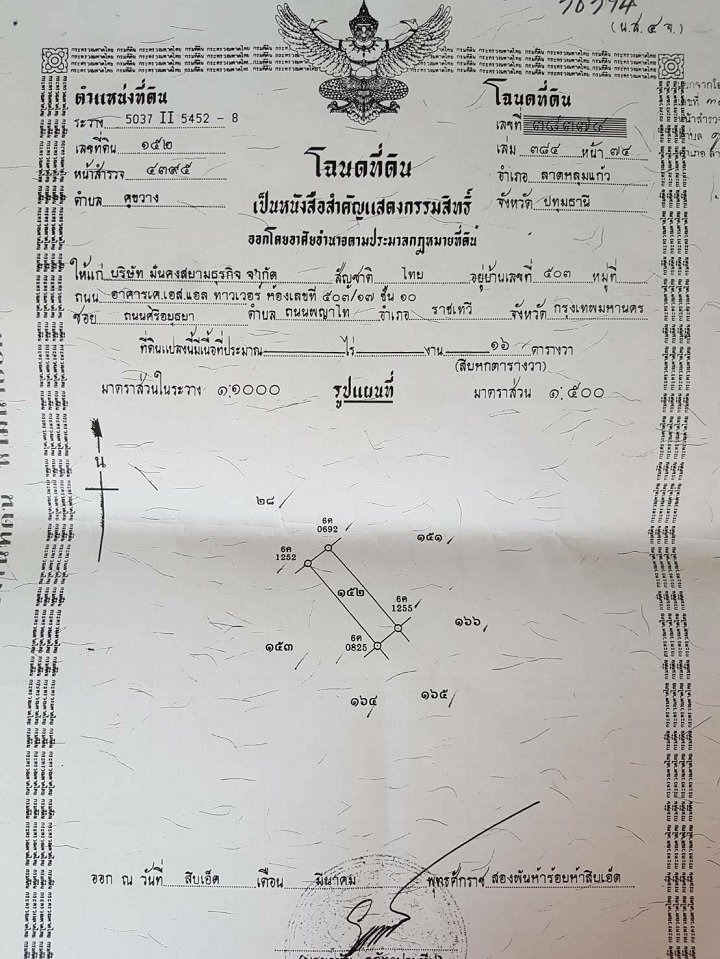 (น.ส.๔ จ.)
ตำแหน่งที่ดิน
ระวาง 5037 II 5452 - 8
เลขที่ดิน ๑๕๒
หน้าสำรวจ ๔๓๙๕
ตำบล คูขวาง
โฉนดที่ดิน
เลขที่
เล่ม ๓๘๔ หน้า ๗๔
อำเภอ ลาดหลุมแก้ว
จังหวัด ปทุมธานี
โฉนดที่ดิน
เป็นหนังสือสำคัญแสดงกรรมสิทธิ์
ออกโดยอาศัยอำนาจตามประมวลกฎหมายที่ดิน
ให้แก่ บริษัท มั่นคงสยามธุรกิจ จำกัด สัญชาติ ไทย อยู่บ้านเลขที่ ๕๐๓ หมู่ที่
ถนน อาคารเค.เอส.แอล ทาวเวอร์ ห้องเลขที่ ๕๐๓/๑๗ ชั้น ๑๐
ซอย ถนนศรีอยุธยา ตำบล ถนนพญาไท อำเภอ ราชเทวี จังหวัด กรุงเทพมหานคร
ที่ดินแปลงนี้มีเนื้อที่ประมาณ ไร่ งาน ๑๖ ตารางวา
(สิบหกตารางวา)
มาตราส่วนในระวาง ๑:๑๐๐๐ รูปแผนที่ มาตราส่วน ๑:๕๐๐
น
๒๘
6ค
0692
๑๕๑
6ค
1252
๑๕๒
6ค
1255
๑๖๖
6ค
0825
๑๕๓
๑๖๔
๑๖๕
ออก ณ วันที่ สิบเอ็ด เดือน มีนาคม พุทธศักราช สองพันห้าร้อยห้าสิบเอ็ด